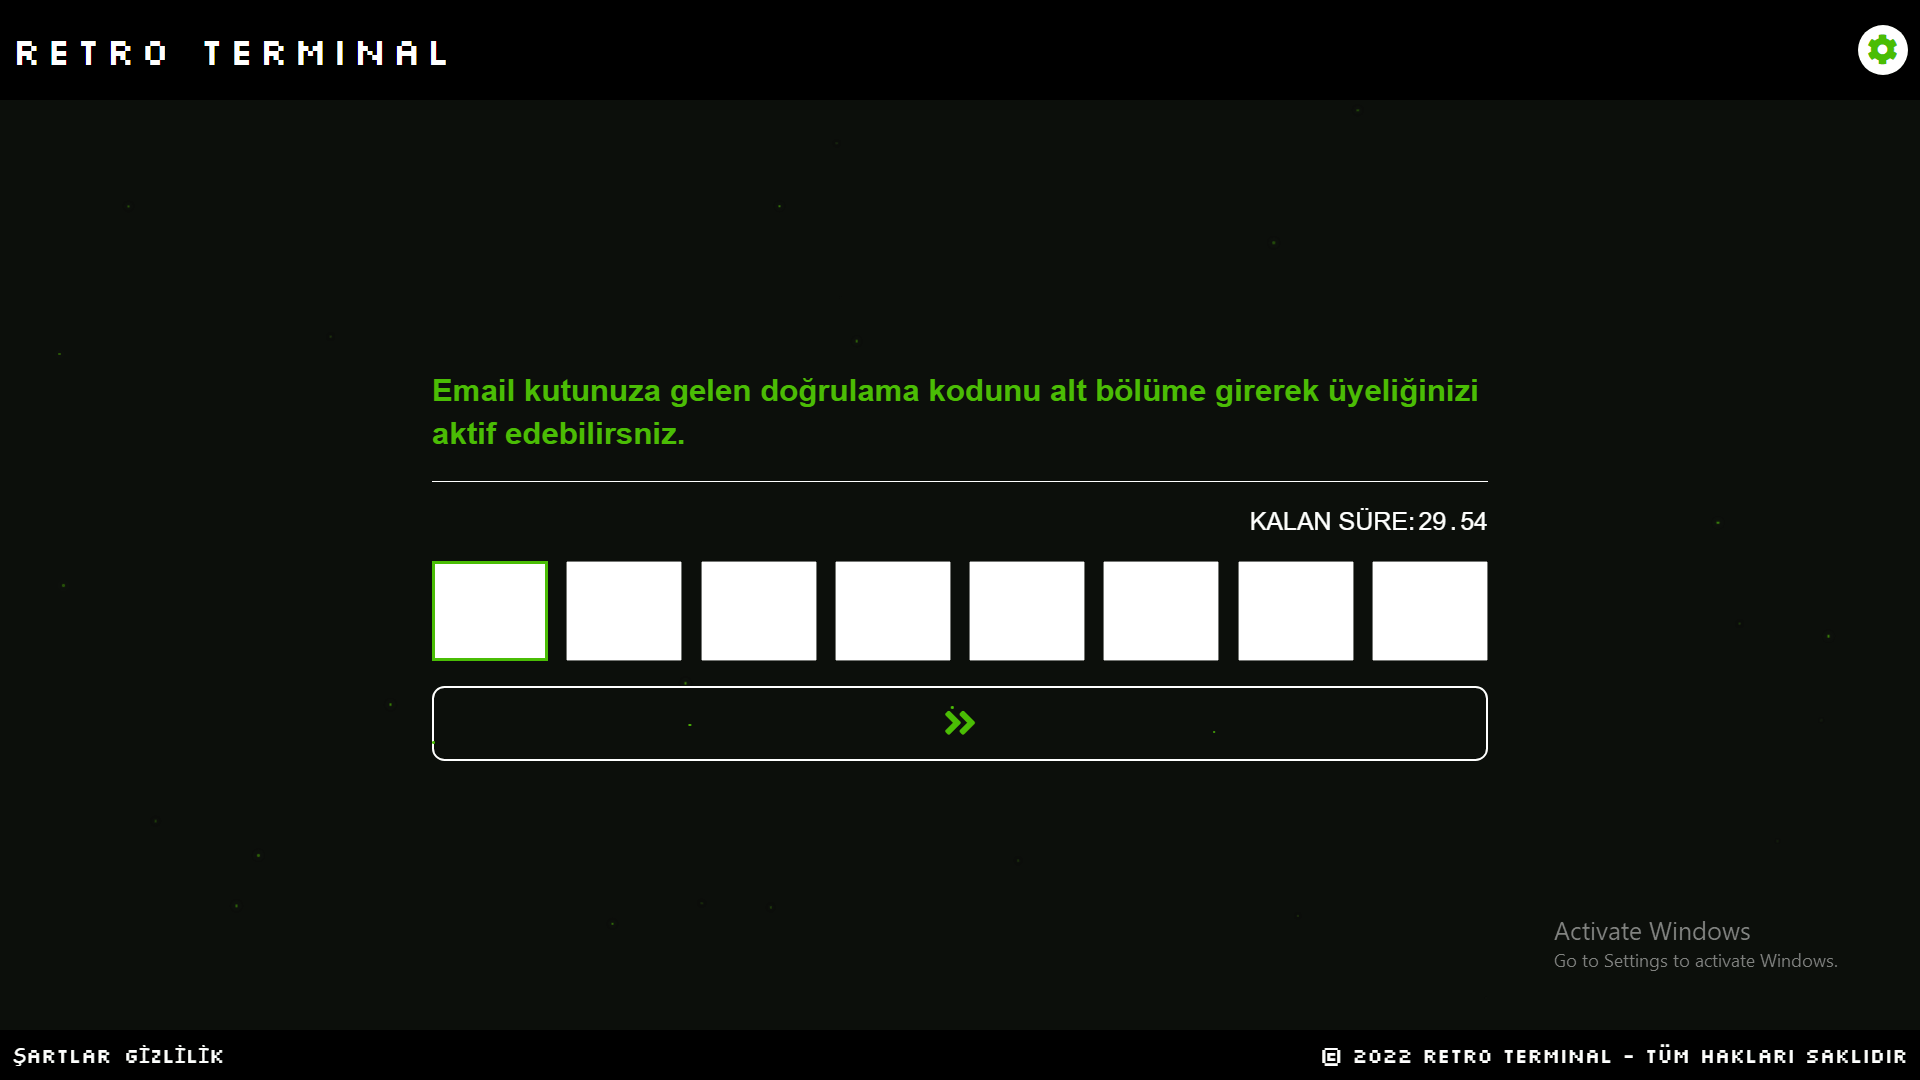 RETRO TERMINAL
Email kutunuza gelen doğrulama kodunu alt bölüme girerek üyeliğinizi
aktif edebilirsniz.
KALAN SÜRE:29.54
Activate Windows
Go to Settings to activate Windows.
ŞARTLAR GİZLİLİK
© 2022 RETRO TERMINAL - TÜM HAKLARI SAKLIDIR